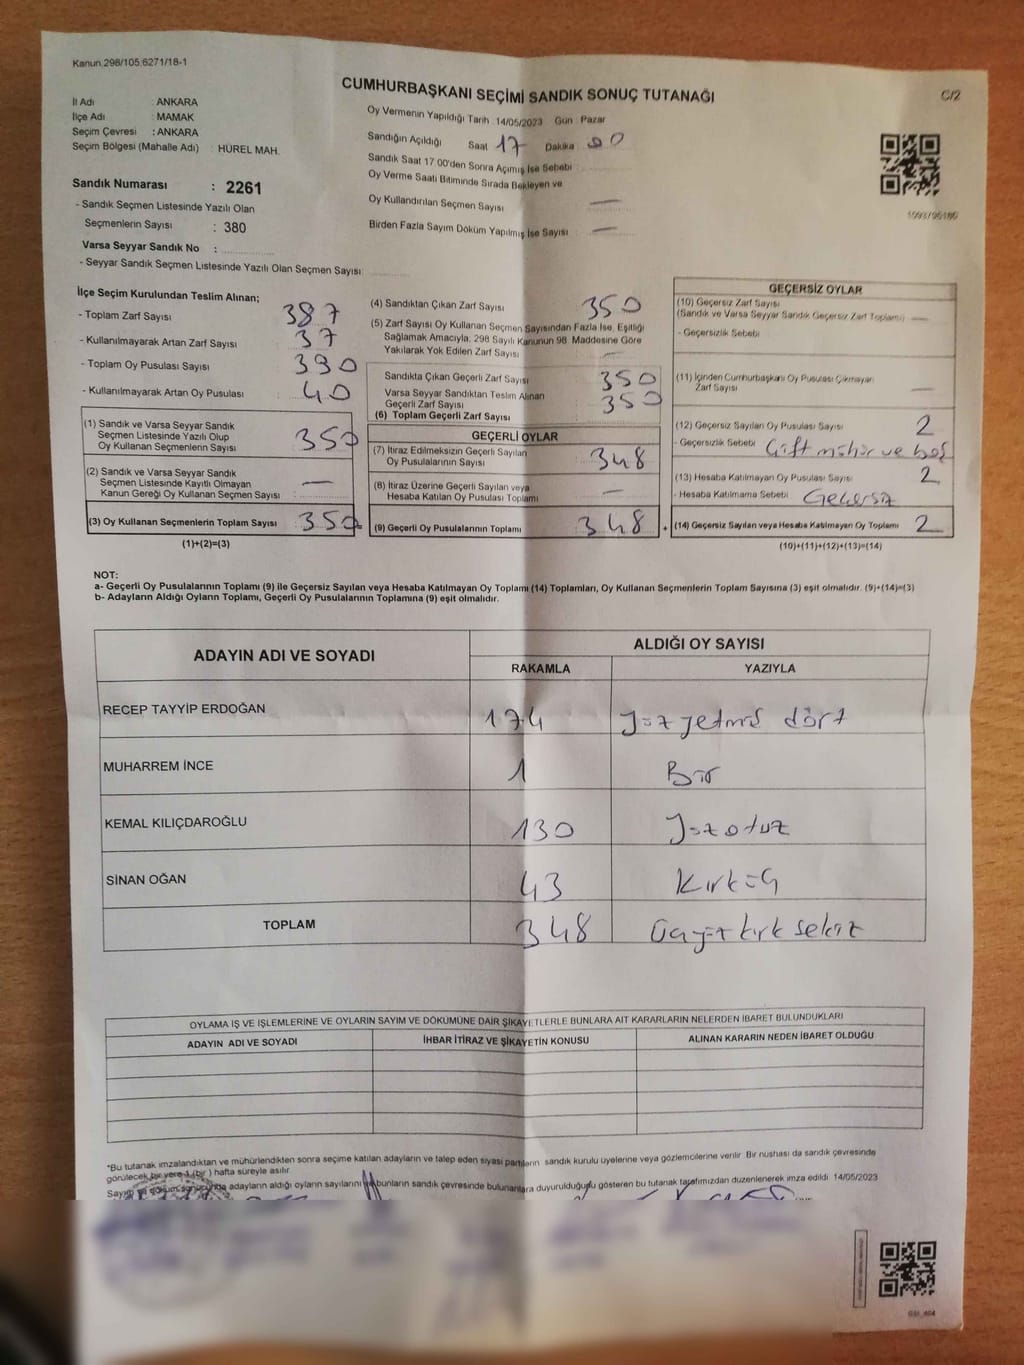 Kanun 298/105,6271/18-1
CUMHURBAŞKANI SEÇİMİ SANDIK SONUÇ TUTANAĞI
C/2
İl Adı : ANKARA
İlçe Adı : MAMAK
Seçim Çevresi : ANKARA
Seçim Bölgesi (Mahalle Adı) : HÜREL MAH.
Sandık Numarası : 2261
- Sandık Seçmen Listesinde Yazılı Olan
Seçmenlerin Sayısı : 380
Varsa Seyyar Sandık No :
- Seyyar Sandık Seçmen Listesinde Yazılı Olan Seçmen Sayısı:
Oy Vermenin Yapıldığı Tarih : 14/05/2023 Gün : Pazar
Sandığın Açıldığı Saat 17 Dakika : 00
Sandık Saat 17 00'den Sonra Açımış İse Sebebi :
Oy Verme Saati Bitiminde Sırada Bekleyen ve
Oy Kullandırılan Seçmen Sayısı —
Birden Fazla Sayım Döküm Yapılmış İse Sayısı : —
İlçe Seçim Kurulundan Teslim Alınan;
- Toplam Zarf Sayısı : 387
- Kullanılmayarak Artan Zarf Sayısı : 37
- Toplam Oy Pusulası Sayısı : 390
- Kullanılmayarak Artan Oy Pusulası : 40
(1) Sandık ve Varsa Seyyar Sandık
Seçmen Listesinde Yazılı Olup
Oy Kullanan Seçmenlerin Sayısı : 350
(2) Sandık ve Varsa Seyyar Sandık
Seçmen Listesinde Kayıtlı Olmayan
Kanun Gereği Oy Kullanan Seçmen Sayısı : —
(3) Oy Kullanan Seçmenlerin Toplam Sayısı : 350
(1)+(2)=(3)
(4) Sandıktan Çıkan Zarf Sayısı : 350
(5) Zarf Sayısı Oy Kullanan Seçmen Sayısından Fazla İse, Eşitliği
Sağlamak Amacıyla, 298 Sayılı Kanunun 98. Maddesine Göre
Yakılarak Yok Edilen Zarf Sayısı : —
Sandıkta Çıkan Geçerli Zarf Sayısı : 350
Varsa Seyyar Sandıktan Teslim Alınan
Geçerli Zarf Sayısı : 350
(6) Toplam Geçerli Zarf Sayısı :
GEÇERLİ OYLAR
(7) İtiraz Edilmeksizin Geçerli Sayılan
Oy Pusulalarının Sayısı : 348
(8) İtiraz Üzerine Geçerli Sayılan veya
Hesaba Katılan Oy Pusulası Toplamı : —
(9) Geçerli Oy Pusulalarının Toplamı : 348 +
GEÇERSİZ OYLAR
(10) Geçersiz Zarf Sayısı
(Sandık ve Varsa Seyyar Sandık Geçersiz Zarf Toplamı) : —
- Geçersizlik Sebebi :
(11) İçinden Cumhurbaşkanı Oy Pusulası Çıkmayan
Zarf Sayısı : —
(12) Geçersiz Sayılan Oy Pusulası Sayısı : 2
- Geçersizlik Sebebi : Çift mühür ve boş
(13) Hesaba Katılmayan Oy Pusulası Sayısı : 2
- Hesaba Katılmama Sebebi : Geçersiz
(14) Geçersiz Sayılan veya Hesaba Katılmayan Oy Toplamı : 2
(10)+(11)+(12)+(13)=(14)
NOT:
a- Geçerli Oy Pusulalarının Toplamı (9) ile Geçersiz Sayılan veya Hesaba Katılmayan Oy Toplamı (14) Toplamları, Oy Kullanan Seçmenlerin Toplam Sayısına (3) eşit olmalıdır. (9)+(14)=(3)
b- Adayların Aldığı Oyların Toplamı, Geçerli Oy Pusulalarının Toplamına (9) eşit olmalıdır.
ADAYIN ADI VE SOYADI
ALDIĞI OY SAYISI
RAKAMLA YAZIYLA
RECEP TAYYİP ERDOĞAN 174 Yüz yetmiş dört
MUHARREM İNCE 1 Bir
KEMAL KILIÇDAROĞLU 130 Yüz otuz
SİNAN OĞAN 43 Kırk üç
TOPLAM 348 Üç yüz kırk sekiz
OYLAMA İŞ VE İŞLEMLERİNE VE OYLARIN SAYIM VE DÖKÜMÜNE DAİR ŞİKAYETLERLE BUNLARA AİT KARARLARIN NELERDEN İBARET BULUNDUKLARI
ADAYIN ADI VE SOYADI İHBAR İTİRAZ VE ŞİKAYETİN KONUSU ALINAN KARARIN NEDEN İBARET OLDUĞU
*Bu tutanak imzalandıktan ve mühürlendikten sonra seçime katılan adayların ve talep eden siyasi partilerin sandık kurulu üyelerine veya gözlemcilerine verilir. Bir nüshası da sandık çevresinde
görülecek bir yere 1 (bir) hafta süreyle asılır.
Sayım ve döküm sonucunda adayların aldığı oyların sayılarını bunların sandık çevresinde bulunanlara duyurulduğunu gösteren bu tutanak tarafımızdan düzenlenerek imza edildi. 14/05/2023